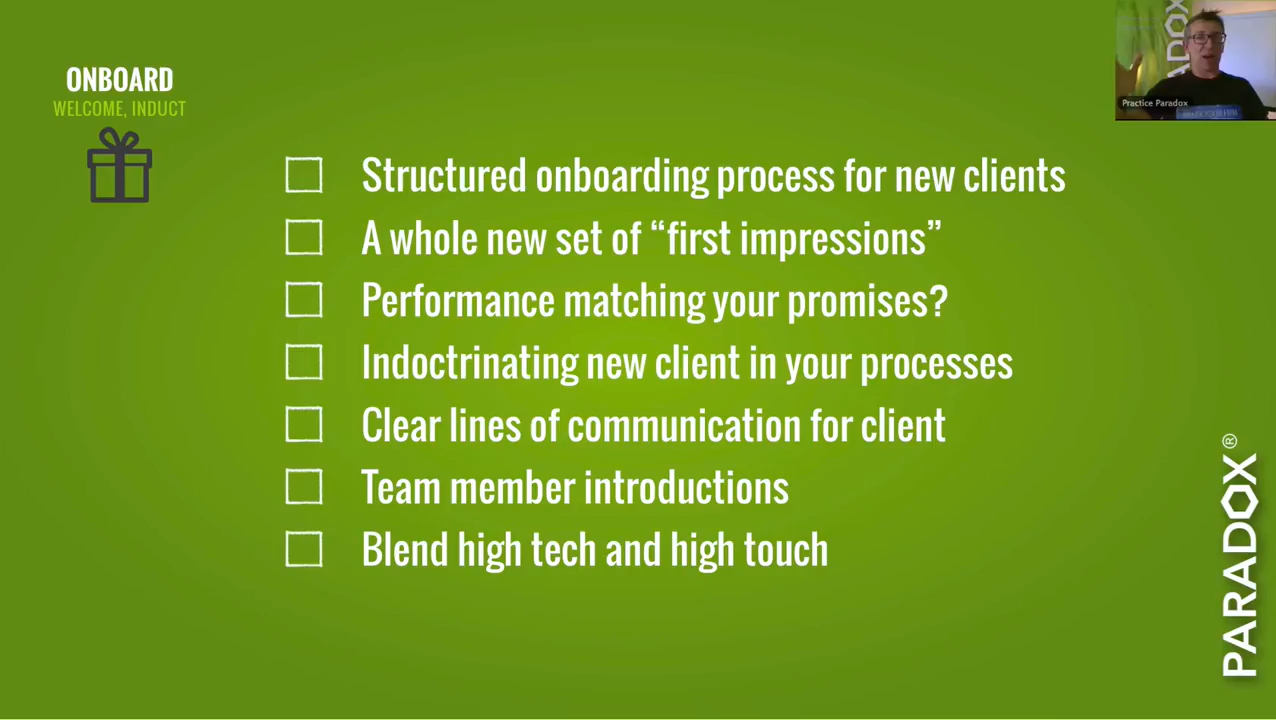 ONBOARD
WELCOME, INDUCT
Structured onboarding process for new clients
A whole new set of “first impressions”
Performance matching your promises?
Indoctrinating new client in your processes
Clear lines of communication for client
Team member introductions
Blend high tech and high touch
ADOX
Practice Paradox
PARADOX®